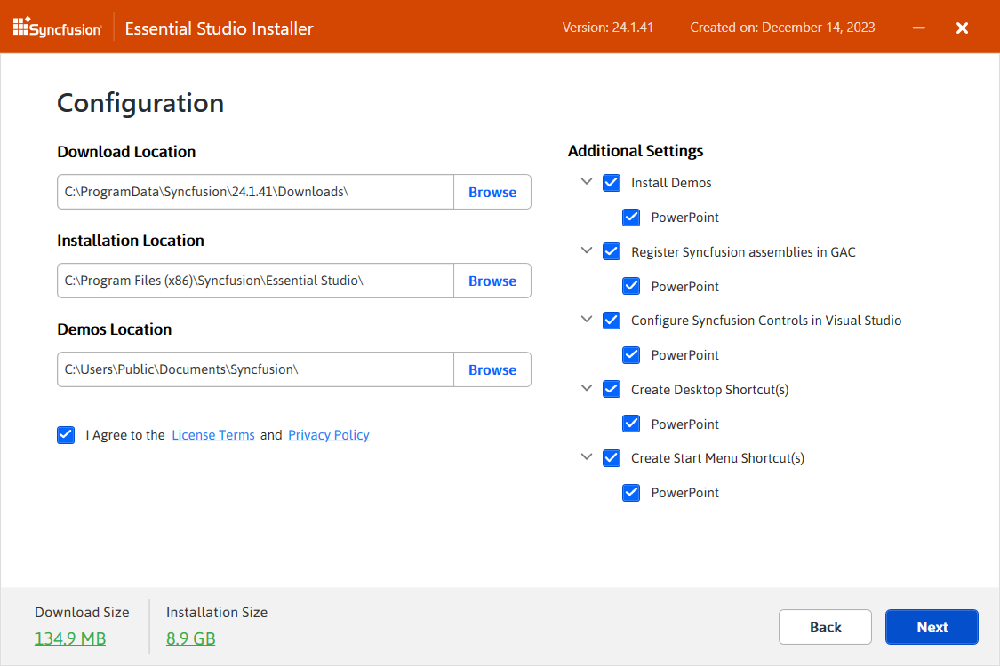 Syncfusion Essential Studio Installer Version: 24.1.41 Created on: December 14, 2023
Configuration
Download Location
C:\ProgramData\Syncfusion\24.1.41\Downloads\ Browse
Installation Location
C:\Program Files (x86)\Syncfusion\Essential Studio\ Browse
Demos Location
C:\Users\Public\Documents\Syncfusion\ Browse
I Agree to the License Terms and Privacy Policy
Additional Settings
Install Demos
PowerPoint
Register Syncfusion assemblies in GAC
PowerPoint
Configure Syncfusion Controls in Visual Studio
PowerPoint
Create Desktop Shortcut(s)
PowerPoint
Create Start Menu Shortcut(s)
PowerPoint
Download Size Installation Size
134.9 MB 8.9 GB
Back Next